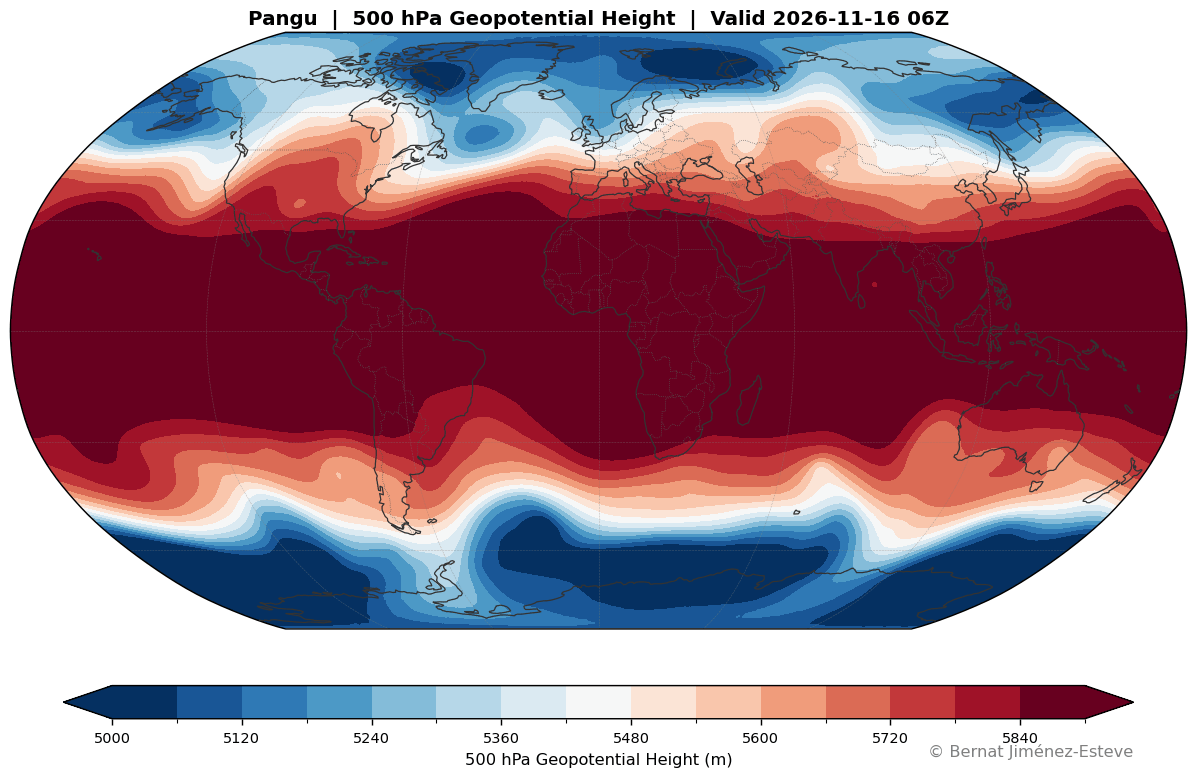 Pangu | 500 hPa Geopotential Height | Valid 2026-11-16 06Z
5000 5120 5240 5360 5480 5600 5720 5840
500 hPa Geopotential Height (m)
© Bernat Jiménez-Esteve